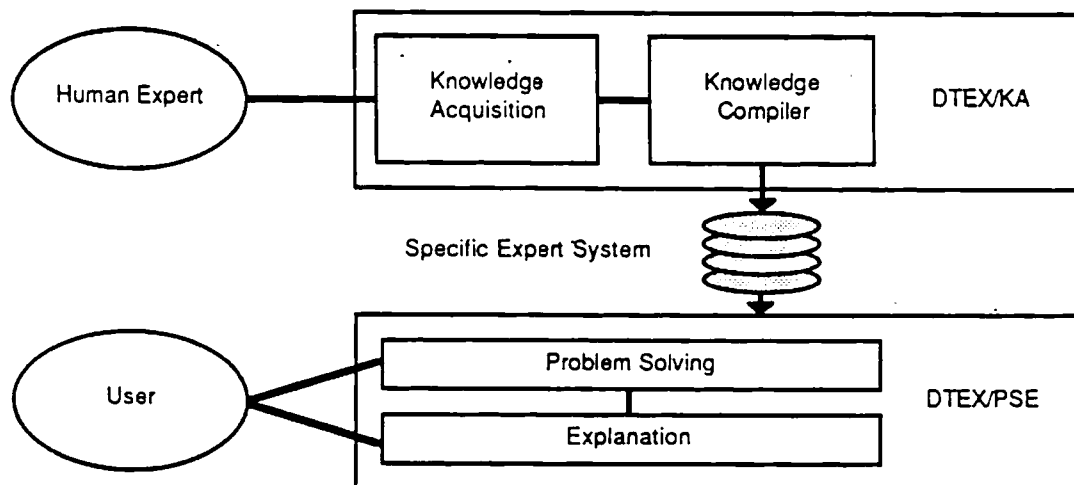 Human Expert
Knowledge
Acquisition
Knowledge
Compiler
DTEX/KA
Specific Expert System
User
Problem Solving
Explanation
DTEX/PSE